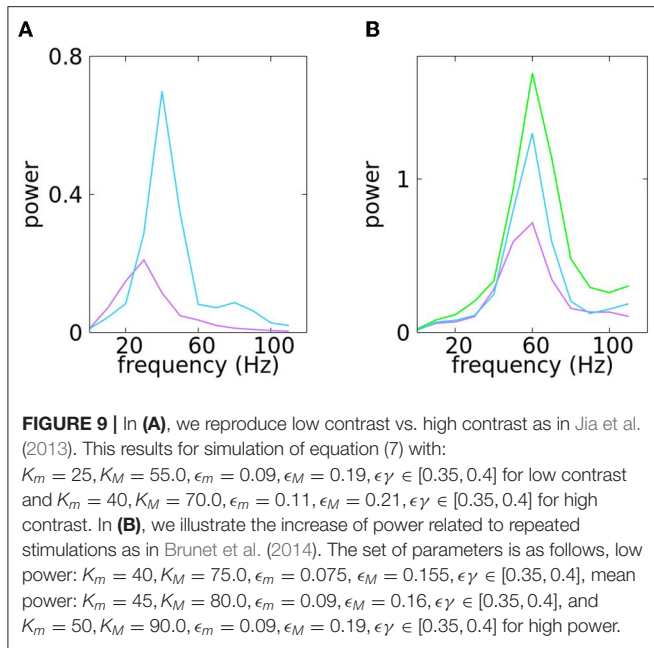 A
B
0.8
0.4
0
power
20
60
100
frequency (Hz)
1
0
power
20
60
100
frequency (Hz)
FIGURE 9 | In (A), we reproduce low contrast vs. high contrast as in Jia et al.
(2013). This results for simulation of equation (7) with:
K_m = 25, K_M = 55.0, ϵ_m = 0.09, ϵ_M = 0.19, ϵγ ∈ [0.35, 0.4] for low contrast
and K_m = 40, K_M = 70.0, ϵ_m = 0.11, ϵ_M = 0.21, ϵγ ∈ [0.35, 0.4] for high
contrast. In (B), we illustrate the increase of power related to repeated
stimulations as in Brunet et al. (2014). The set of parameters is as follows, low
power: K_m = 40, K_M = 75.0, ϵ_m = 0.075, ϵ_M = 0.155, ϵγ ∈ [0.35, 0.4], mean
power: K_m = 45, K_M = 80.0, ϵ_m = 0.09, ϵ_M = 0.16, ϵγ ∈ [0.35, 0.4], and
K_m = 50, K_M = 90.0, ϵ_m = 0.09, ϵ_M = 0.19, ϵγ ∈ [0.35, 0.4] for high power.